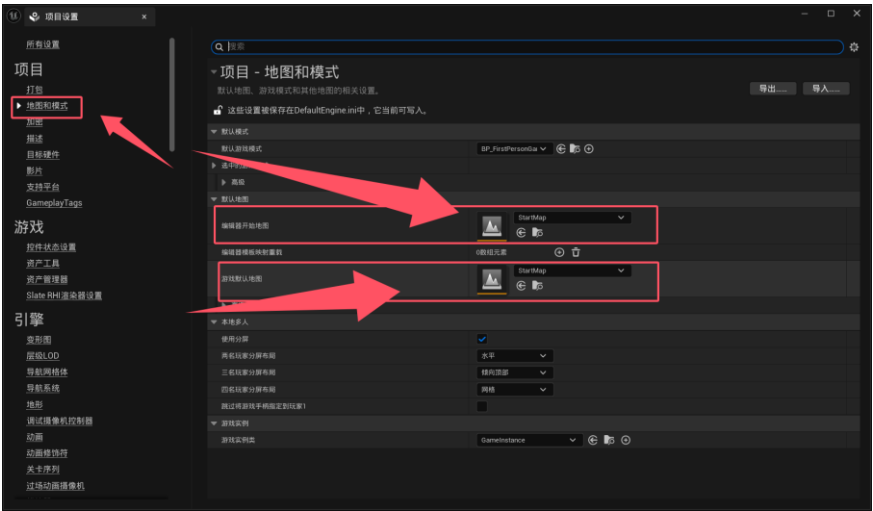 项目设置
所有设置
项目
打包
地图和模式
加密
描述
目标硬件
影片
支持平台
GameplayTags
游戏
控件状态设置
资产工具
资产管理器
Slate RHI渲染器设置
引擎
变形图
层级LOD
导航网格体
导航系统
地形
调试摄像机控制器
动画
动画修饰符
关卡序列
过场动画摄像机
搜索
项目 - 地图和模式
默认地图、游戏模式和其他地图的相关设置。
导出......
导入......
这些设置被保存在DefaultEngine.ini中，它当前可写入。
默认模式
默认游戏模式
BP_FirstPersonGa
选中的
高级
默认地图
编辑器开始地图
StartMap
编辑器模板映射重载
0数组元素
游戏默认地图
StartMap
本地多人
使用分屏
两名玩家分屏布局
水平
三名玩家分屏布局
倾向顶部
四名玩家分屏布局
网格
跳过将游戏手柄指定到玩家1
游戏实例
游戏实例类
GameInstance